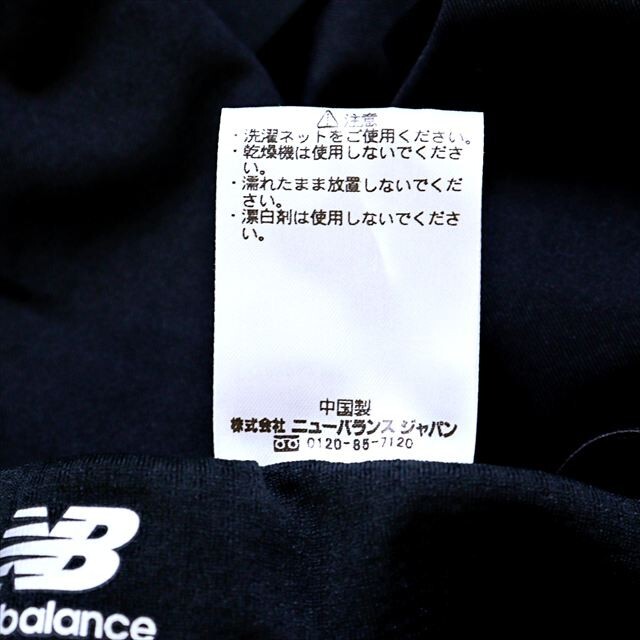 ⚠ 注意
・洗濯ネットをご使用ください。
・乾燥機は使用しないでくださ
い。
・濡れたまま放置しないでくだ
さい。
・漂白剤は使用しないでくださ
い。
中国製
株式会社 ニューバランス ジャパン
0120-85-7120
NB
balance